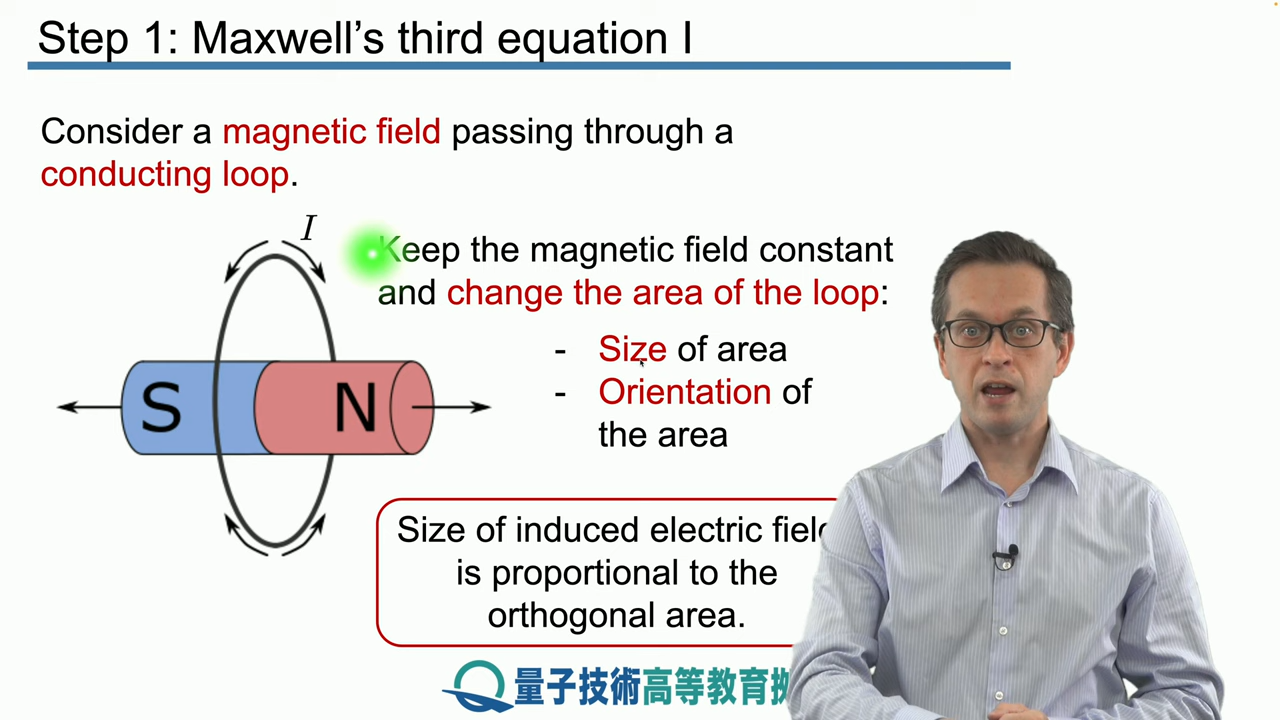 Step 1: Maxwell's third equation I
Consider a magnetic field passing through a
conducting loop.
I
Keep the magnetic field constant
and change the area of the loop:
- Size of area
- Orientation of
the area
S
N
Size of induced electric field
is proportional to the
orthogonal area.
量子技術高等教育拠